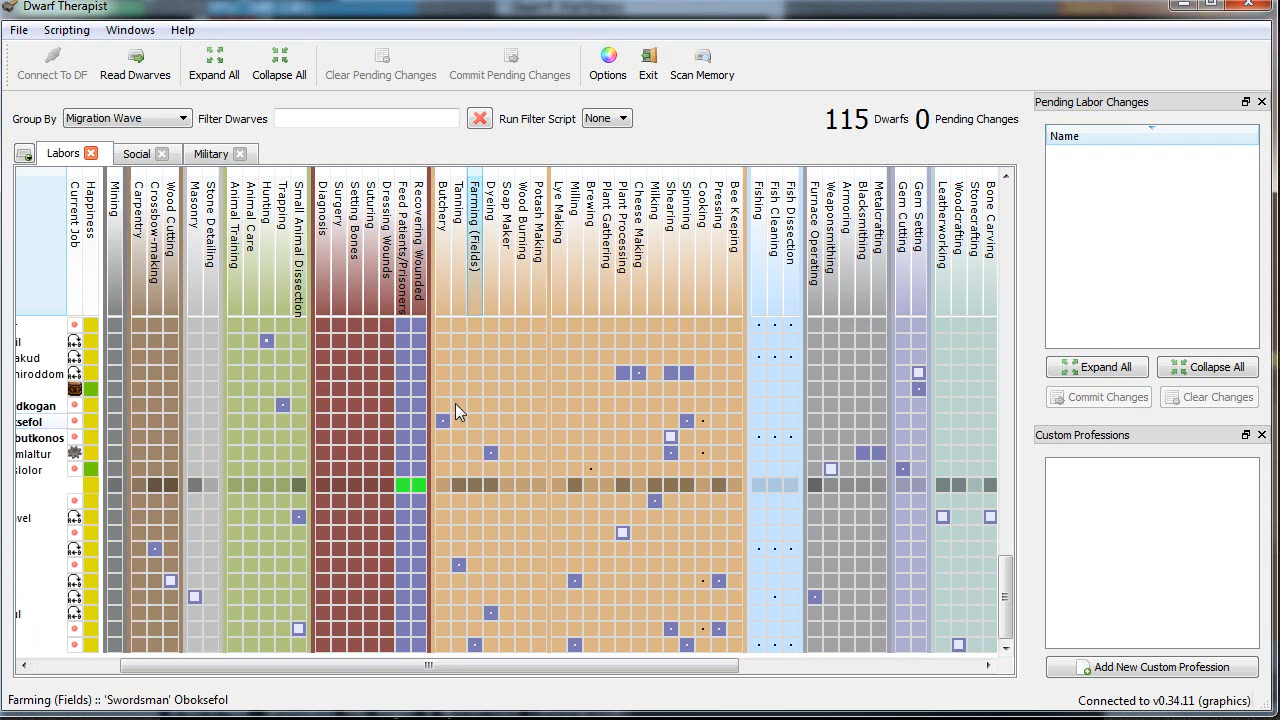 Dwarf Therapist
File Scripting Windows Help
Connect To DF Read Dwarves Expand All Collapse All Clear Pending Changes Commit Pending Changes Options Exit Scan Memory
Group By Migration Wave Filter Dwarves Run Filter Script None 115 Dwarfs 0 Pending Changes
Labors Social Military
Current Job
Happiness
Mining
Carpentry
Crossbow-making
Wood Cutting
Masonry
Stone Detailing
Animal Training
Animal Care
Hunting
Trapping
Small Animal Dissection
Diagnosis
Surgery
Setting Bones
Suturing
Dressing Wounds
Feed Patients/Prisoners
Recovering Wounded
Butchery
Tanning
Farming (Fields)
Dyeing
Soap Maker
Wood Burning
Potash Making
Lye Making
Milling
Brewing
Plant Gathering
Plant Processing
Cheese Making
Milking
Shearing
Spinning
Cooking
Pressing
Bee Keeping
Fishing
Fish Cleaning
Fish Dissection
Furnace Operating
Weaponsmithing
Armoring
Blacksmithing
Metalcrafting
Gem Cutting
Gem Setting
Leatherworking
Woodcrafting
Stonecrafting
Bone Carving
il
akud
niroddom
dkogan
sefol
butkonos
mlaltur
slolor
vel
ul
Pending Labor Changes
Name
Expand All Collapse All
Commit Changes Clear Changes
Custom Professions
Add New Custom Profession
Farming (Fields) :: 'Swordsman' Oboksefol
Connected to v0.34.11 (graphics)